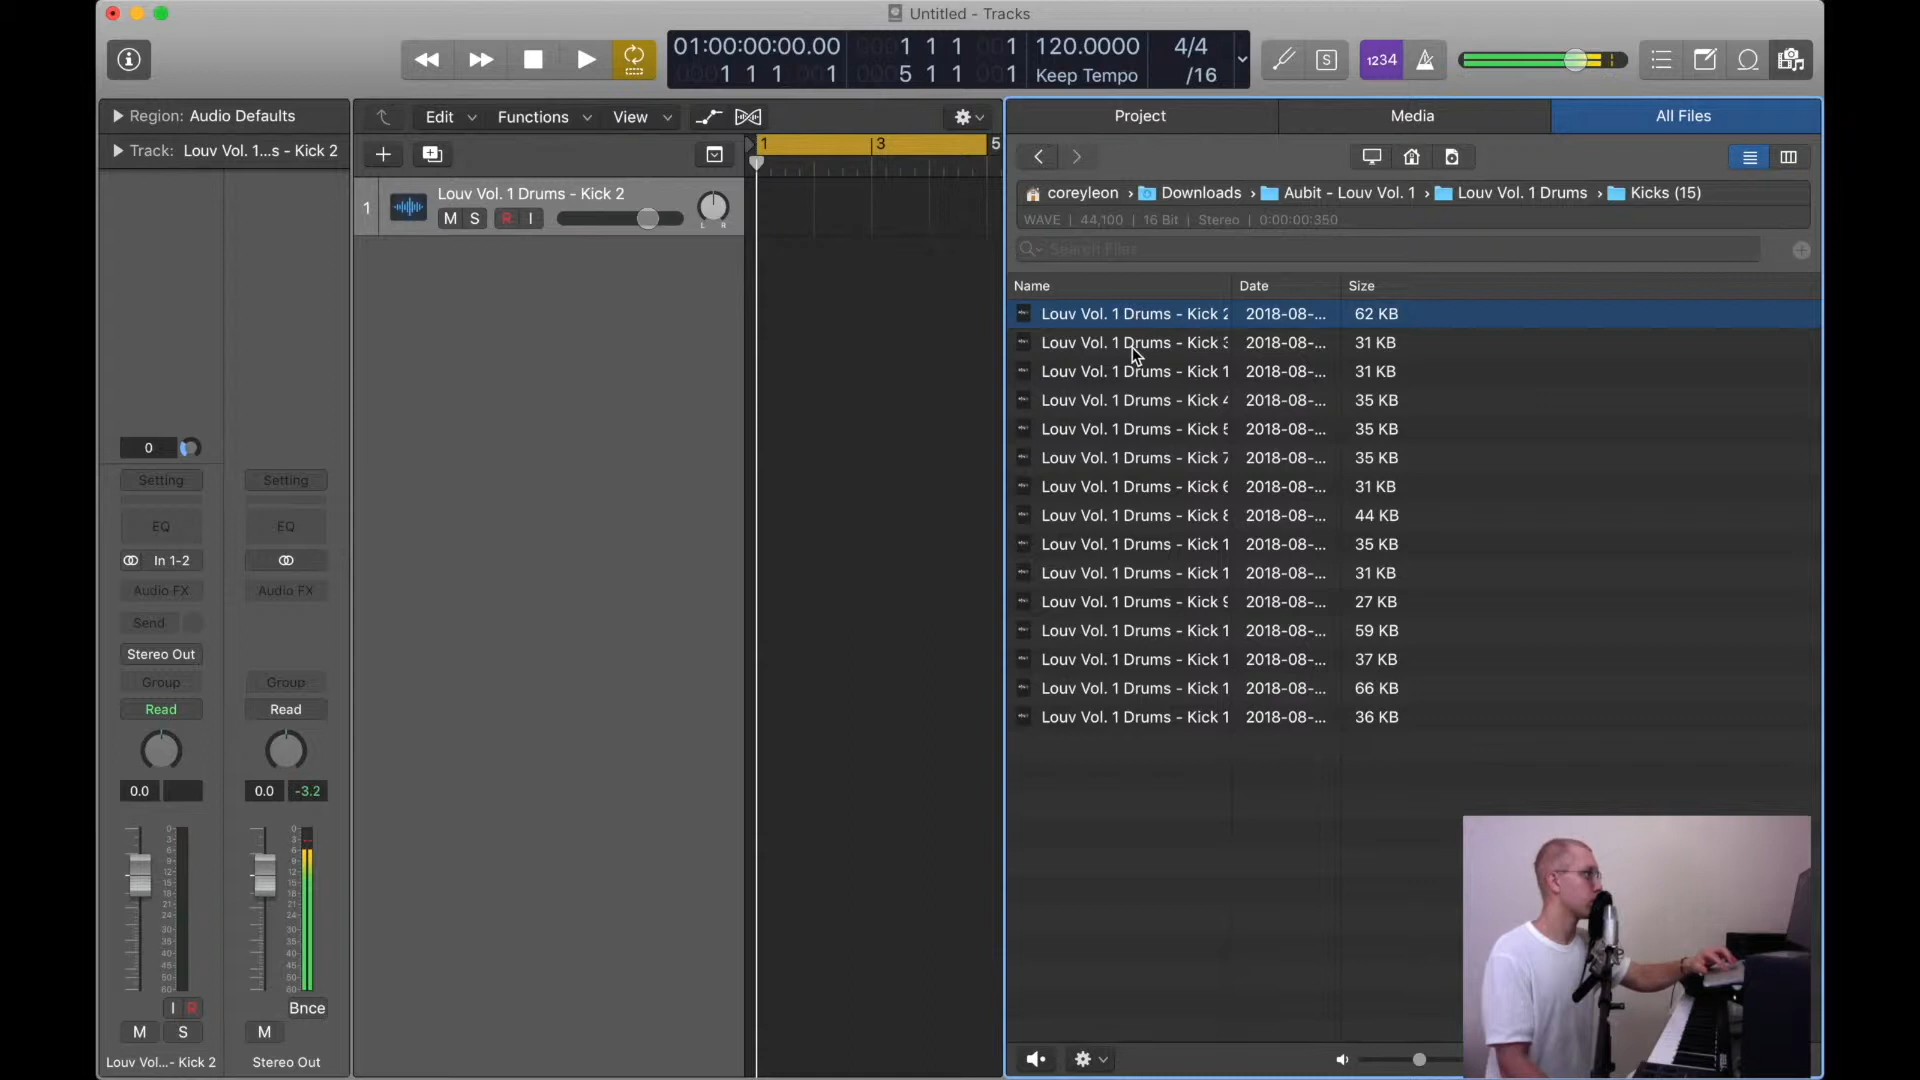 Untitled - Tracks
01:00:00:00.00
1 1 1 1
120.0000
4/4
1 1 1 1
5 1 1 1
Keep Tempo
/16
S
1234
Region: Audio Defaults
Edit
Functions
View
Project
Media
All Files
Track: Louv Vol. 1...s - Kick 2
1
3
5
coreyleon
Downloads
Aubit - Louv Vol. 1
Louv Vol. 1 Drums
Kicks (15)
WAVE | 44,100 | 16 Bit | Stereo | 0:00:00:350
Search Files
1
Louv Vol. 1 Drums - Kick 2
M S R I
L R
Name
Date
Size
Louv Vol. 1 Drums - Kick 2 2018-08-... 62 KB
Louv Vol. 1 Drums - Kick 3 2018-08-... 31 KB
Louv Vol. 1 Drums - Kick 1 2018-08-... 31 KB
Louv Vol. 1 Drums - Kick 4 2018-08-... 35 KB
Louv Vol. 1 Drums - Kick 5 2018-08-... 35 KB
Louv Vol. 1 Drums - Kick 7 2018-08-... 35 KB
Louv Vol. 1 Drums - Kick 6 2018-08-... 31 KB
Louv Vol. 1 Drums - Kick 8 2018-08-... 44 KB
Louv Vol. 1 Drums - Kick 1 2018-08-... 35 KB
Louv Vol. 1 Drums - Kick 1 2018-08-... 31 KB
Louv Vol. 1 Drums - Kick 9 2018-08-... 27 KB
Louv Vol. 1 Drums - Kick 1 2018-08-... 59 KB
Louv Vol. 1 Drums - Kick 1 2018-08-... 37 KB
Louv Vol. 1 Drums - Kick 1 2018-08-... 66 KB
Louv Vol. 1 Drums - Kick 1 2018-08-... 36 KB
0
Setting
Setting
EQ
EQ
In 1-2
Audio FX
Audio FX
Send
Stereo Out
Group
Group
Read
Read
0.0
0.0
-3.2
I R
Bnce
M S
M
Louv Vol...- Kick 2
Stereo Out